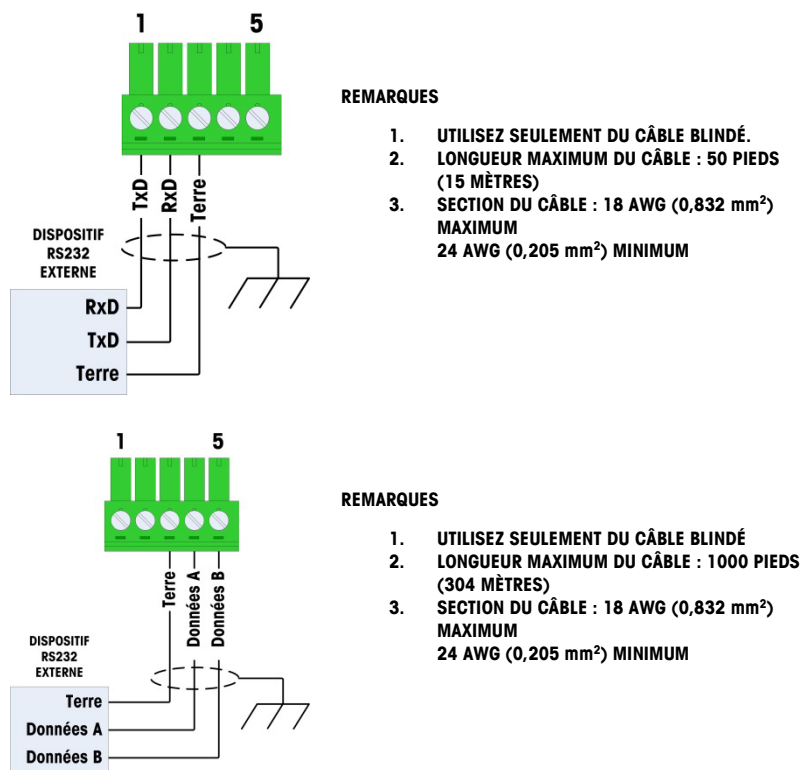 1 5
TxD
RxD
Terre
DISPOSITIF
RS232
EXTERNE
RxD
TxD
Terre
REMARQUES
1. UTILISEZ SEULEMENT DU CÂBLE BLINDÉ.
2. LONGUEUR MAXIMUM DU CÂBLE : 50 PIEDS
(15 MÈTRES)
3. SECTION DU CÂBLE : 18 AWG (0,832 mm²)
MAXIMUM
24 AWG (0,205 mm²) MINIMUM
1 5
Terre
Données A
Données B
DISPOSITIF
RS232
EXTERNE
Terre
Données A
Données B
REMARQUES
1. UTILISEZ SEULEMENT DU CÂBLE BLINDÉ
2. LONGUEUR MAXIMUM DU CÂBLE : 1000 PIEDS
(304 MÈTRES)
3. SECTION DU CÂBLE : 18 AWG (0,832 mm²)
MAXIMUM
24 AWG (0,205 mm²) MINIMUM